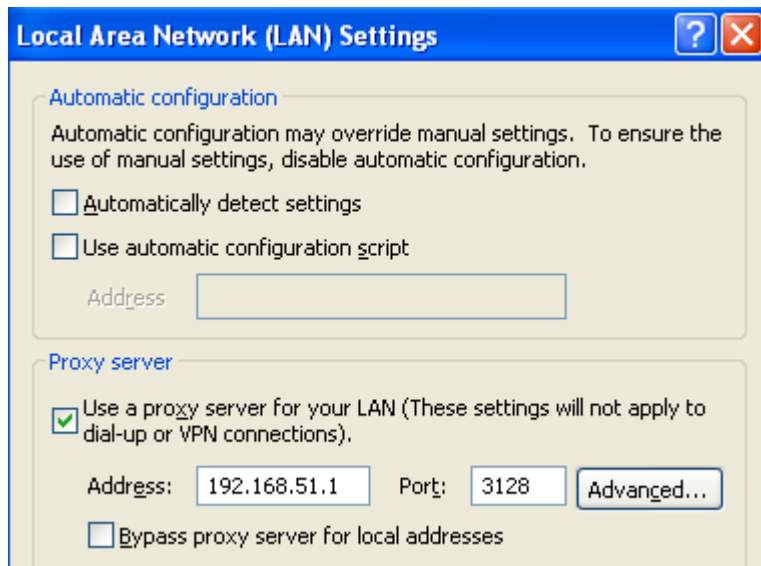 Local Area Network (LAN) Settings
Automatic configuration
Automatic configuration may override manual settings. To ensure the
use of manual settings, disable automatic configuration.
Automatically detect settings
Use automatic configuration script
Address
Proxy server
Use a proxy server for your LAN (These settings will not apply to
dial-up or VPN connections).
Address: 192.168.51.1 Port: 3128 Advanced...
Bypass proxy server for local addresses